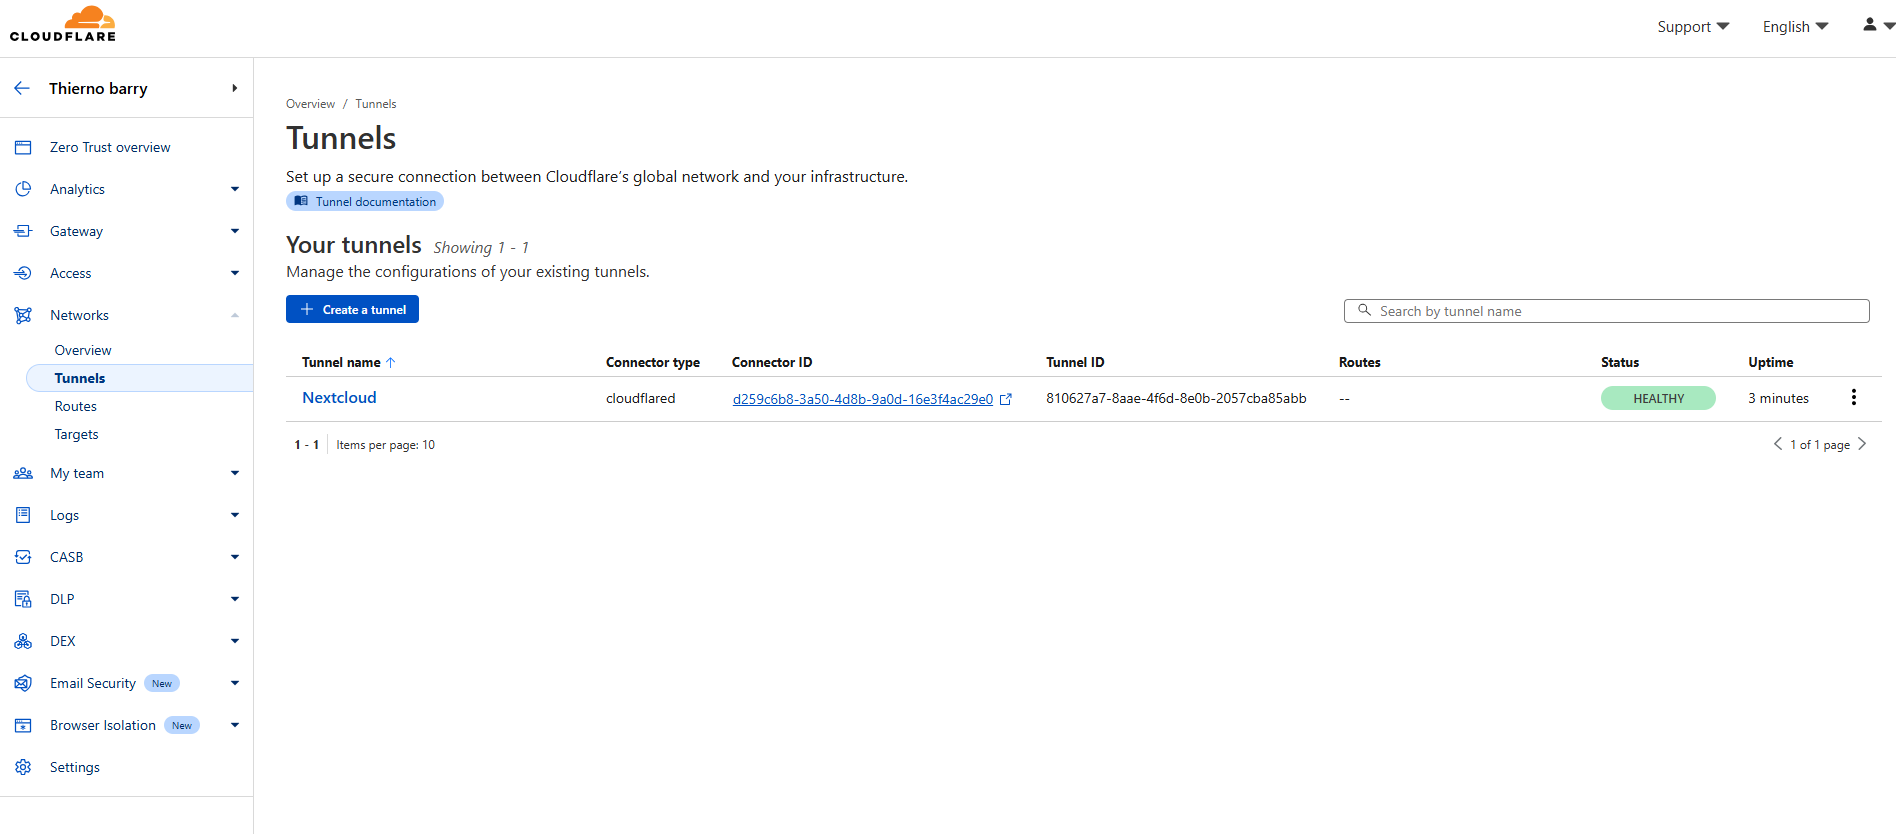 CLOUDFLARE
Support
English
Thierno barry
Zero Trust overview
Analytics
Gateway
Access
Networks
Overview
Tunnels
Routes
Targets
My team
Logs
CASB
DLP
DEX
Email Security New
Browser Isolation New
Settings
Overview / Tunnels
Tunnels
Set up a secure connection between Cloudflare's global network and your infrastructure.
Tunnel documentation
Your tunnels Showing 1 - 1
Manage the configurations of your existing tunnels.
+ Create a tunnel
Search by tunnel name
Tunnel name ↑ Connector type Connector ID Tunnel ID Routes Status Uptime
Nextcloud cloudflared d259c6b8-3a50-4d8b-9a0d-16e3f4ac29e0 810627a7-8aae-4f6d-8e0b-2057cba85abb -- HEALTHY 3 minutes
1 - 1 Items per page: 10 1 of 1 page